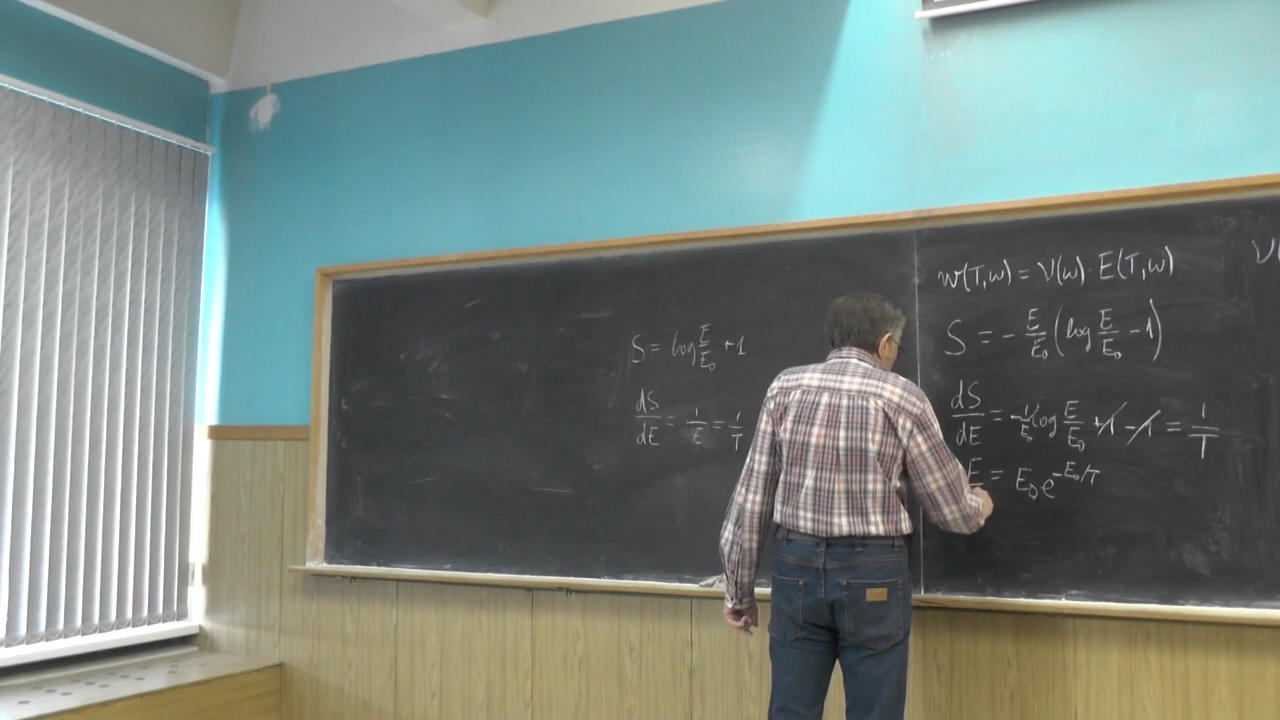 S = log E/E₀ + 1
dS/dE = 1/E = 1/T
w(T,ω) = ν(ω) E(T,ω)
S = - E/E₀ (log E/E₀ - 1)
dS/dE = -1/E₀ log E/E₀ + 1 - 1 = 1/T
E = E₀ e^{-E₀/T}